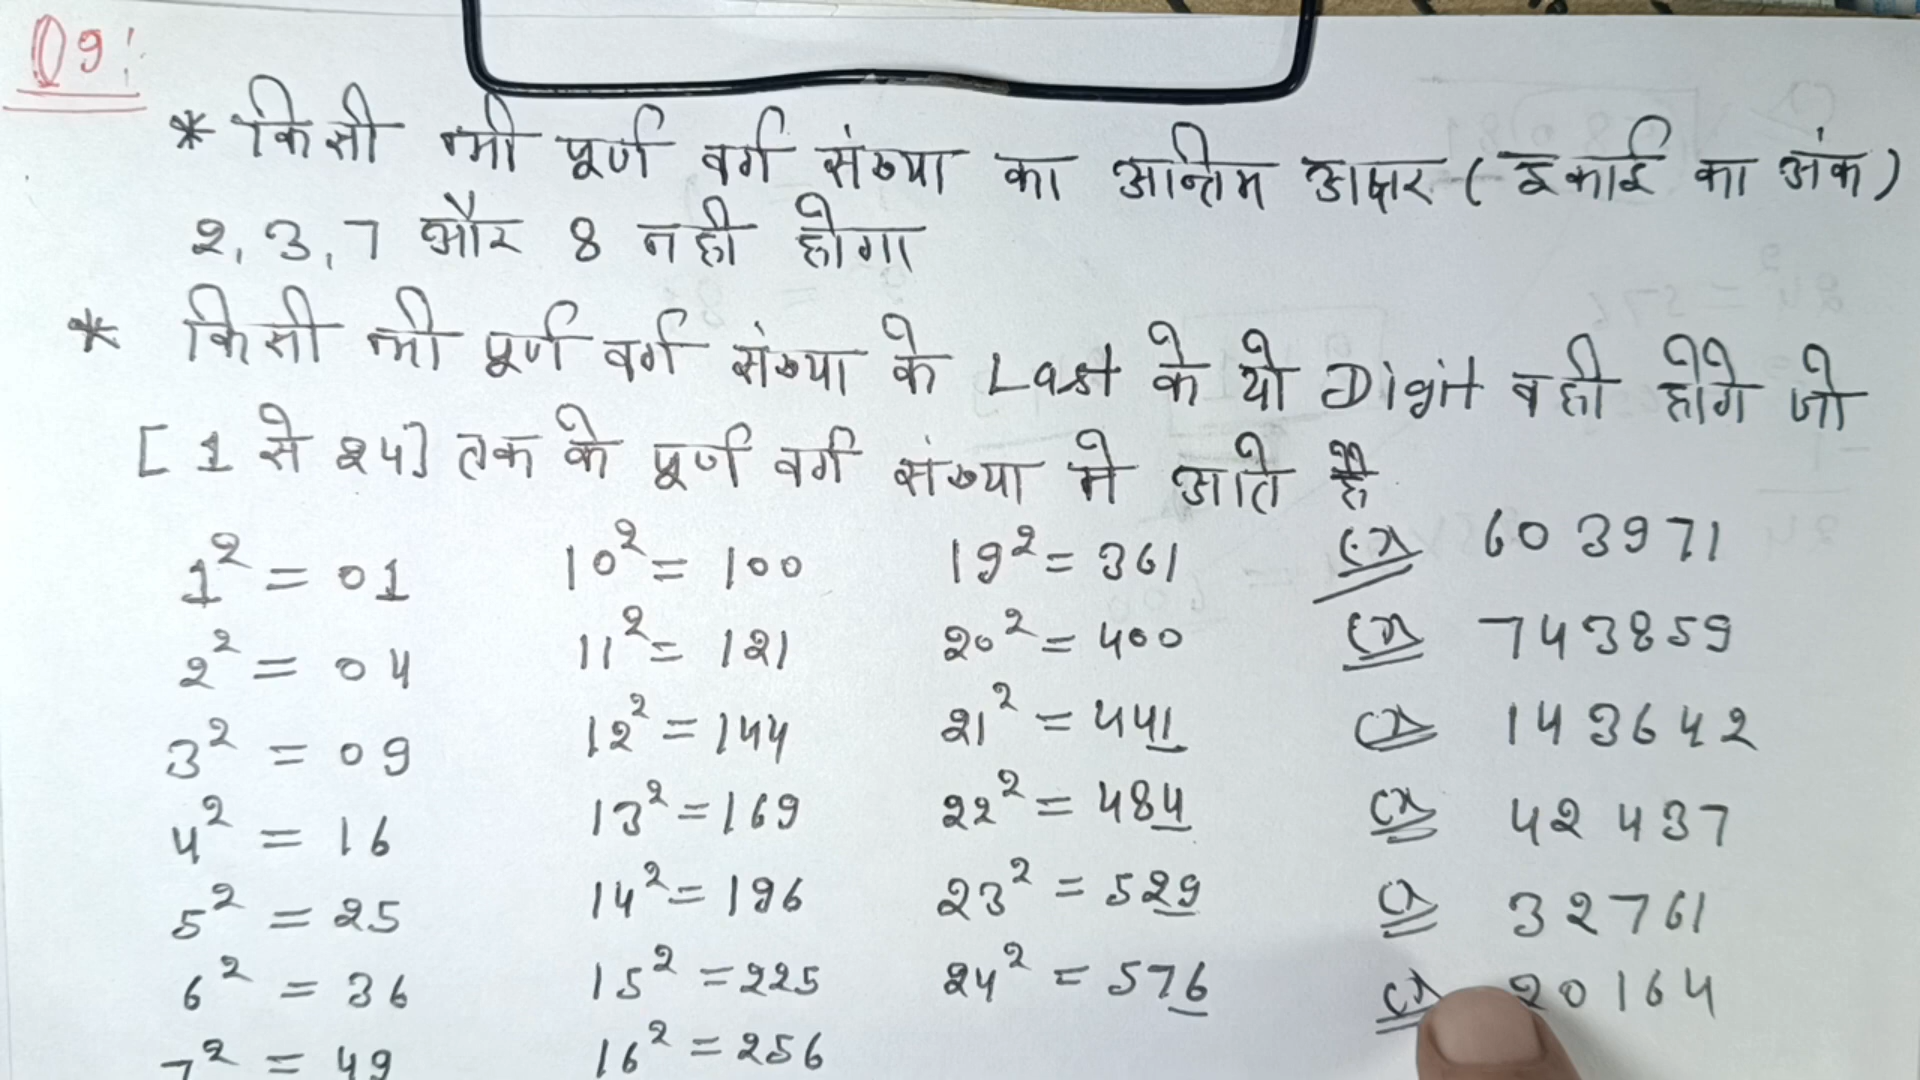 Q9:
* किसी भी पूर्ण वर्ग संख्या का अन्तिम अक्षर (इकाई का अंक)
2, 3, 7 और 8 नही होगा
* किसी भी पूर्ण वर्ग संख्या के Last के दो Digit वही होंगे जो
[1 से 24] तक के पूर्ण वर्ग संख्या मे आते है
1² = 01
2² = 04
3² = 09
4² = 16
5² = 25
6² = 36
7² = 49
10² = 100
11² = 121
12² = 144
13² = 169
14² = 196
15² = 225
16² = 256
19² = 361
20² = 400
21² = 441
22² = 484
23² = 529
24² = 576
Ex 603971
Ex 743859
Ex 143642
Ex 42437
Ex 32761
Ex 20164